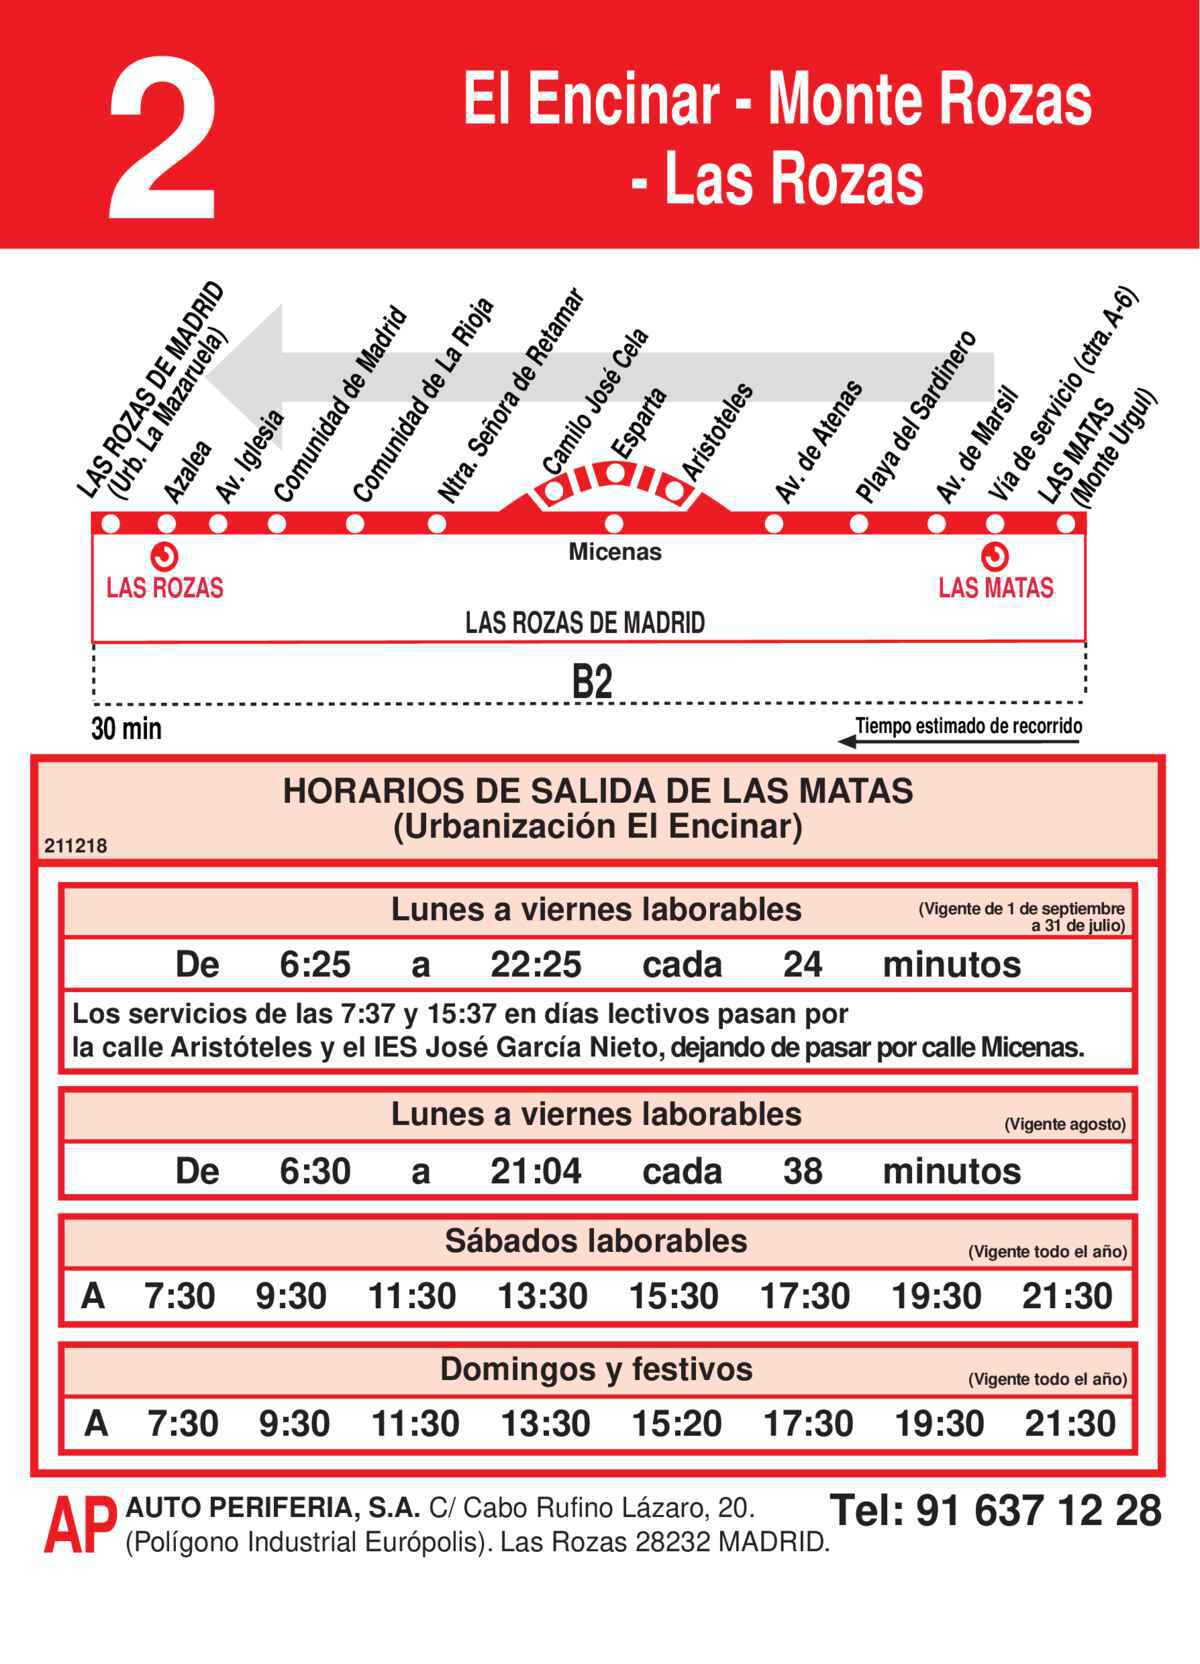 2
El Encinar - Monte Rozas
- Las Rozas
LAS ROZAS DE MADRID
(Urb. La Mazaruela)
Azalea
Av. Iglesia
Comunidad de Madrid
Comunidad de La Rioja
Ntra. Señora de Retamar
Camilo José Cela
Esparta
Aristoteles
Av. de Atenas
Playa del Sardinero
Av. de Marsil
Vía de servicio (ctra. A-6)
LAS MATAS
(Monte Urgul)
Micenas
LAS ROZAS
LAS MATAS
LAS ROZAS DE MADRID
B2
30 min
Tiempo estimado de recorrido
HORARIOS DE SALIDA DE LAS MATAS
(Urbanización El Encinar)
211218
Lunes a viernes laborables
(Vigente de 1 de septiembre
a 31 de julio)
De 6:25 a 22:25 cada 24 minutos
Los servicios de las 7:37 y 15:37 en días lectivos pasan por
la calle Aristóteles y el IES José García Nieto, dejando de pasar por calle Micenas.
Lunes a viernes laborables
(Vigente agosto)
De 6:30 a 21:04 cada 38 minutos
Sábados laborables
(Vigente todo el año)
A 7:30 9:30 11:30 13:30 15:30 17:30 19:30 21:30
Domingos y festivos
(Vigente todo el año)
A 7:30 9:30 11:30 13:30 15:20 17:30 19:30 21:30
AP
AUTO PERIFERIA, S.A. C/ Cabo Rufino Lázaro, 20.
(Polígono Industrial Európolis). Las Rozas 28232 MADRID.
Tel: 91 637 12 28